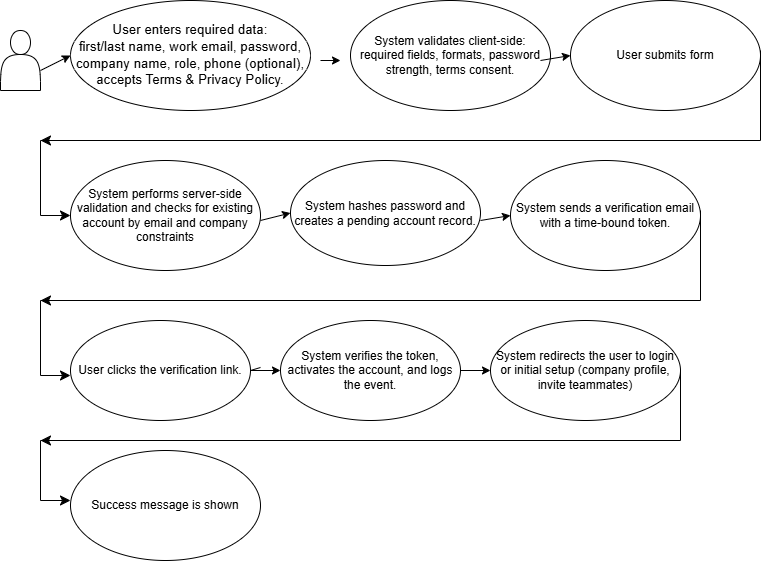 User enters required data:
first/last name, work email, password,
company name, role, phone (optional),
accepts Terms & Privacy Policy.
System validates client-side:
required fields, formats, password
strength, terms consent.
User submits form
System performs server-side
validation and checks for existing
account by email and company
constraints
System hashes password and
creates a pending account record.
System sends a verification email
with a time-bound token.
User clicks the verification link.
System verifies the token,
activates the account, and logs
the event.
System redirects the user to login
or initial setup (company profile,
invite teammates)
Success message is shown